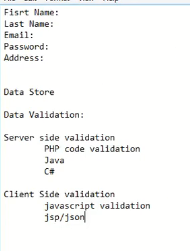 Fisrt Name:
Last Name:
Email:
Password:
Address:
Data Store
Data Validation:
Server side validation
PHP code validation
Java
C#
Client Side validation
javascript validation
jsp/json